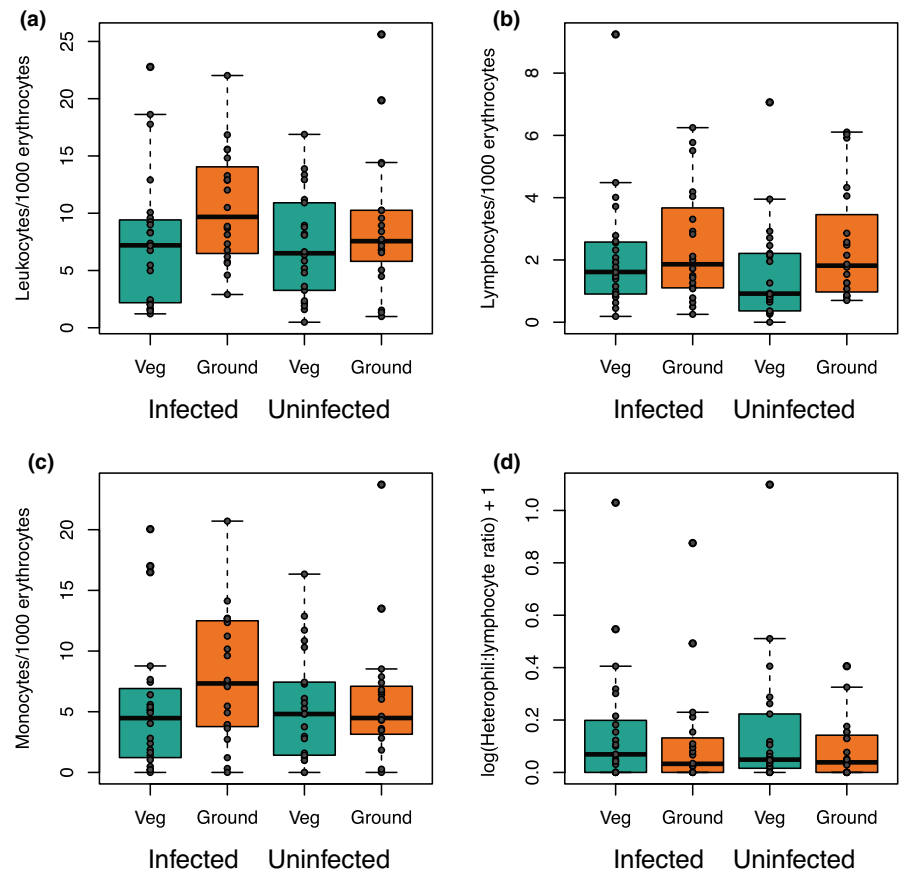 (a)
Leukocytes/1000 erythrocytes
25
20
15
10
5
0
Veg Ground Veg Ground
Infected Uninfected
(b)
Lymphocytes/1000 erythrocytes
8
6
4
2
0
Veg Ground Veg Ground
Infected Uninfected
(c)
Monocytes/1000 erythrocytes
20
15
10
5
0
Veg Ground Veg Ground
Infected Uninfected
(d)
log(Heterophil:lymphocyte ratio) + 1
1.0
0.8
0.6
0.4
0.2
0.0
Veg Ground Veg Ground
Infected Uninfected